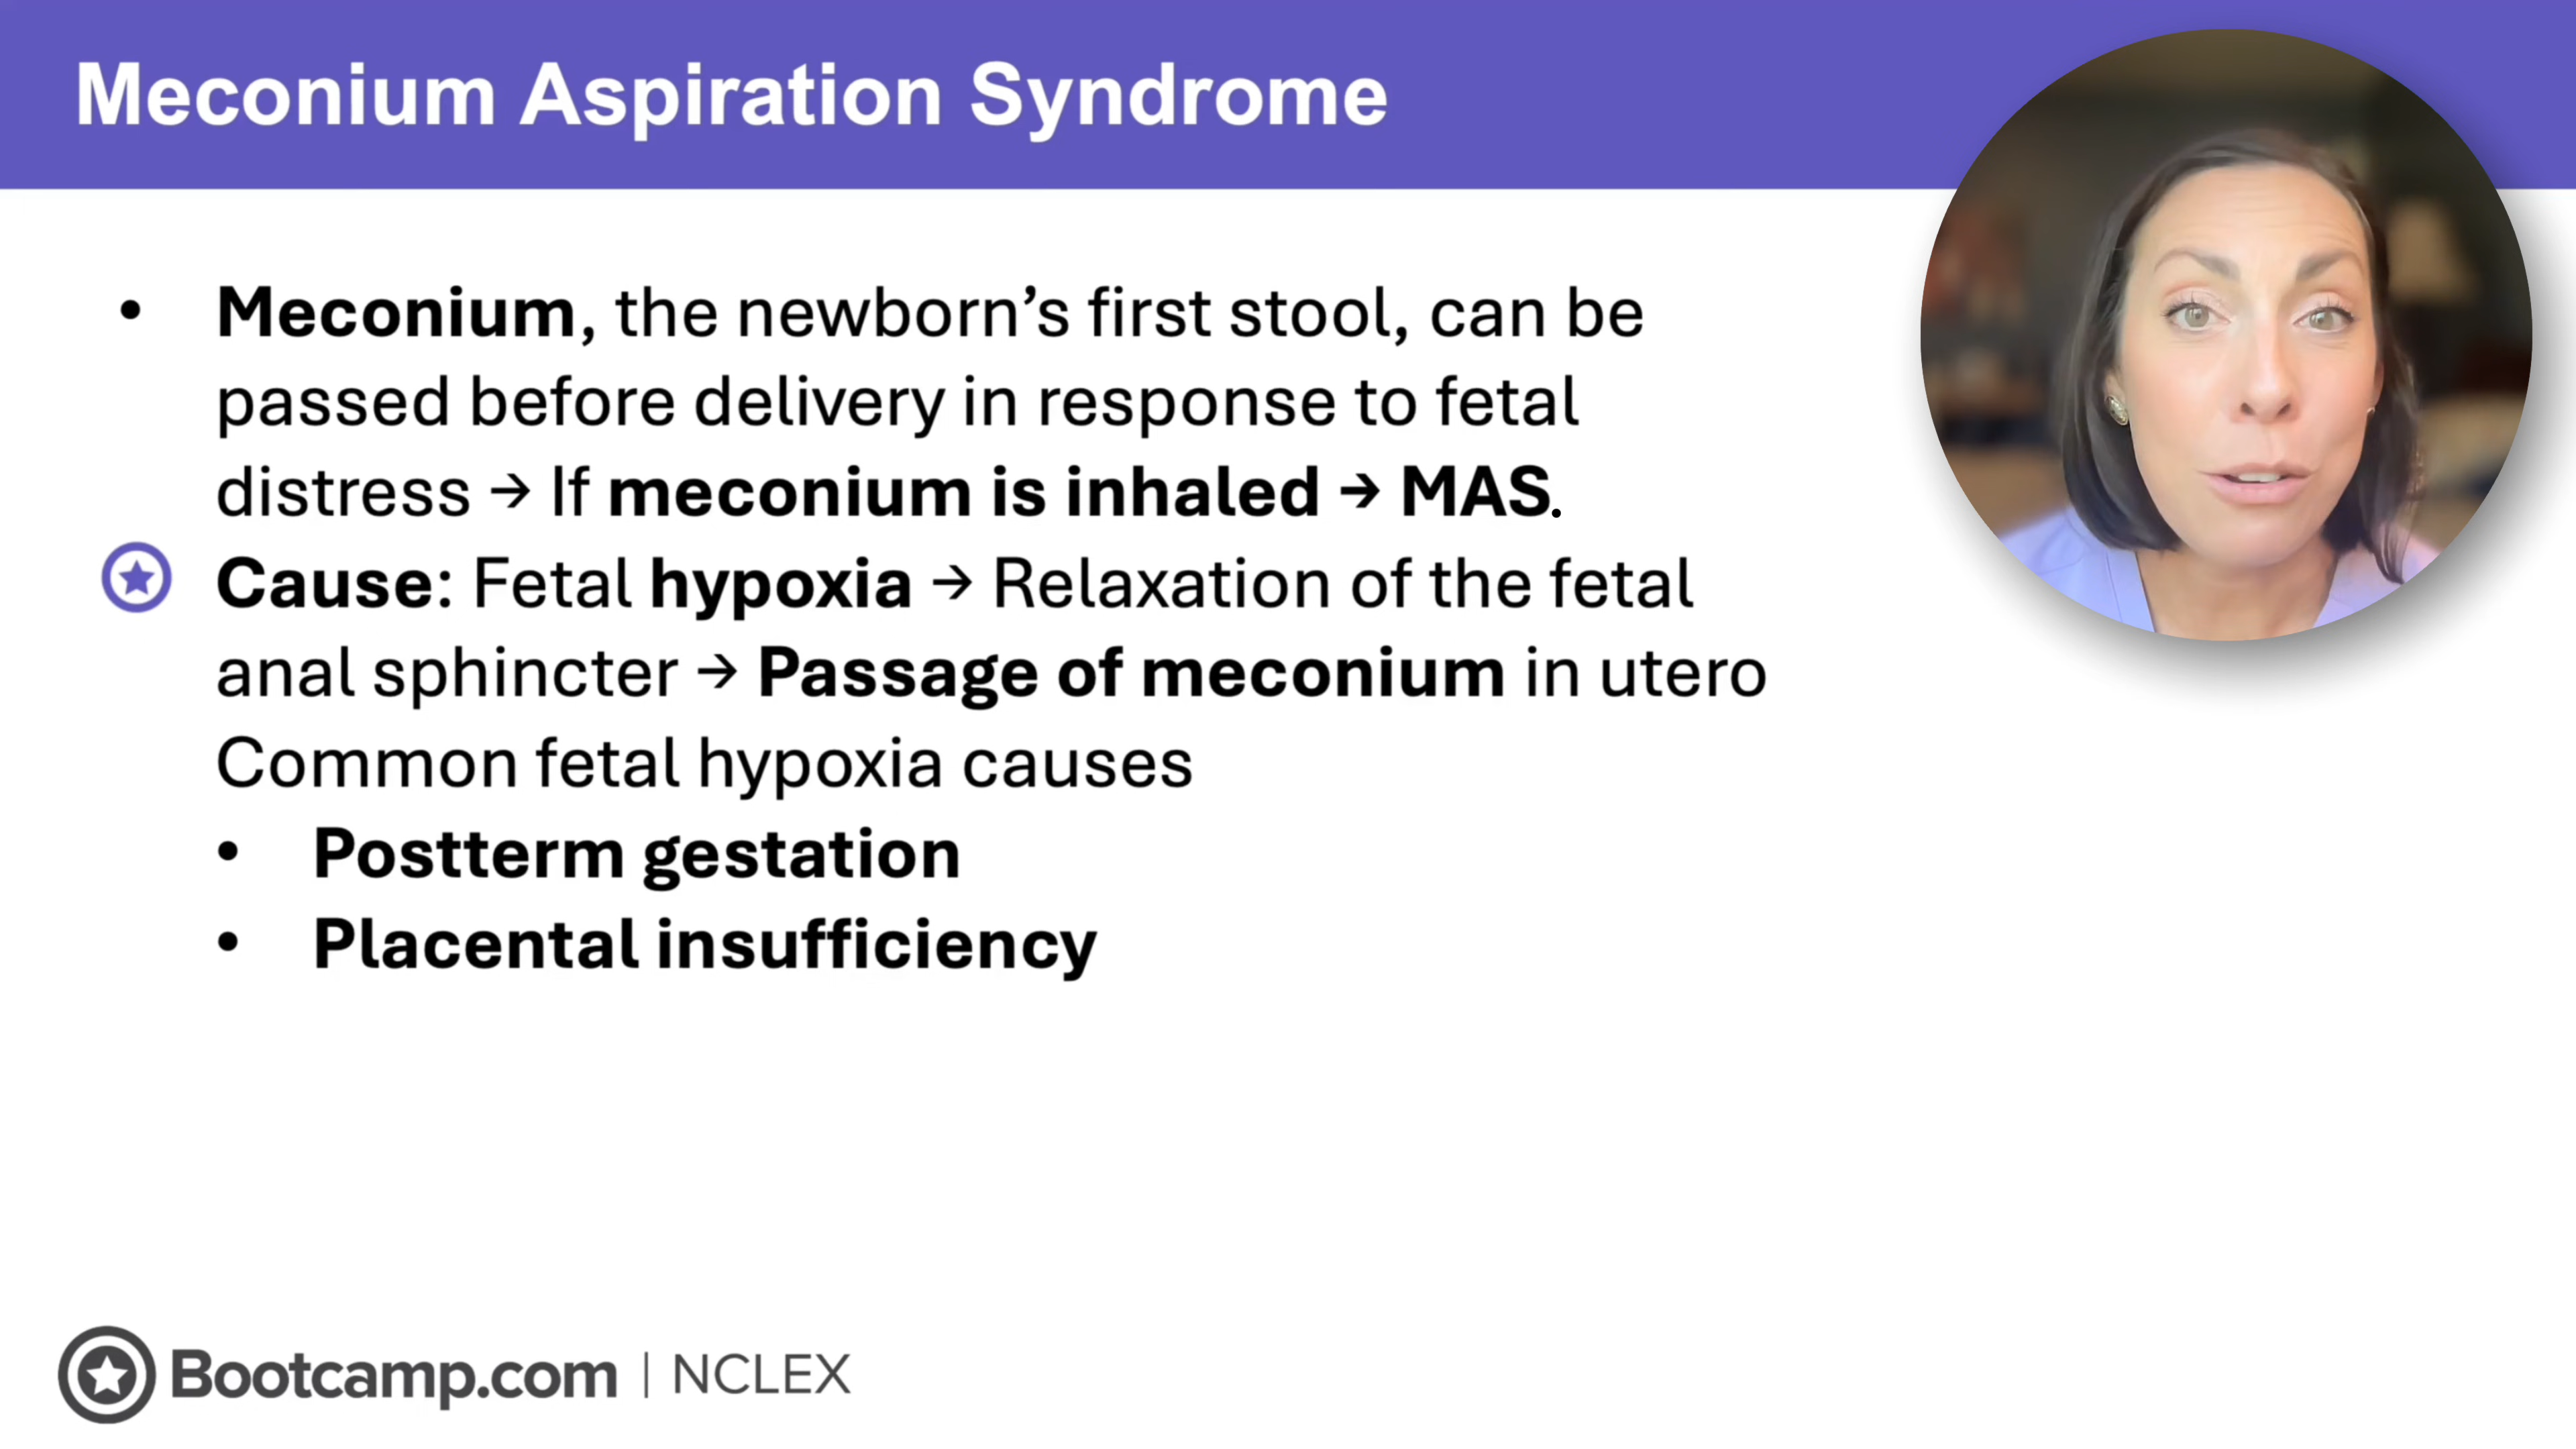 Meconium Aspiration Syndrome
• Meconium, the newborn’s first stool, can be
passed before delivery in response to fetal
distress → If meconium is inhaled → MAS.
Cause: Fetal hypoxia → Relaxation of the fetal
anal sphincter → Passage of meconium in utero
Common fetal hypoxia causes
• Postterm gestation
• Placental insufficiency
Bootcamp.com | NCLEX